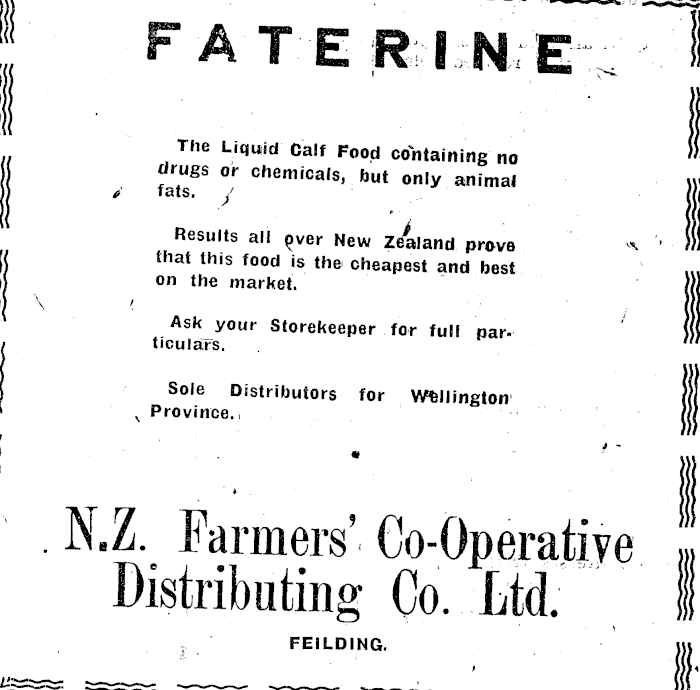 FATERINE
The Liquid Calf Food containing no
drugs or chemicals, but only animal
fats.
Results all over New Zealand prove
that this food is the cheapest and best
on the market.
Ask your Storekeeper for full par-
ticulars.
Sole Distributors for Wellington
Province.
N.Z. Farmers' Co-Operative
Distributing Co. Ltd.
FEILDING.